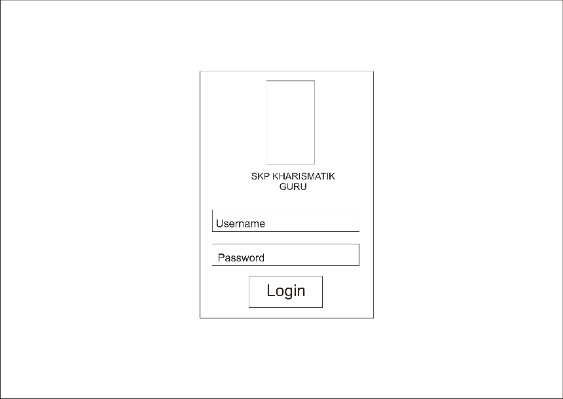 SKP KHARISMATIK
GURU
Username
Password
Login